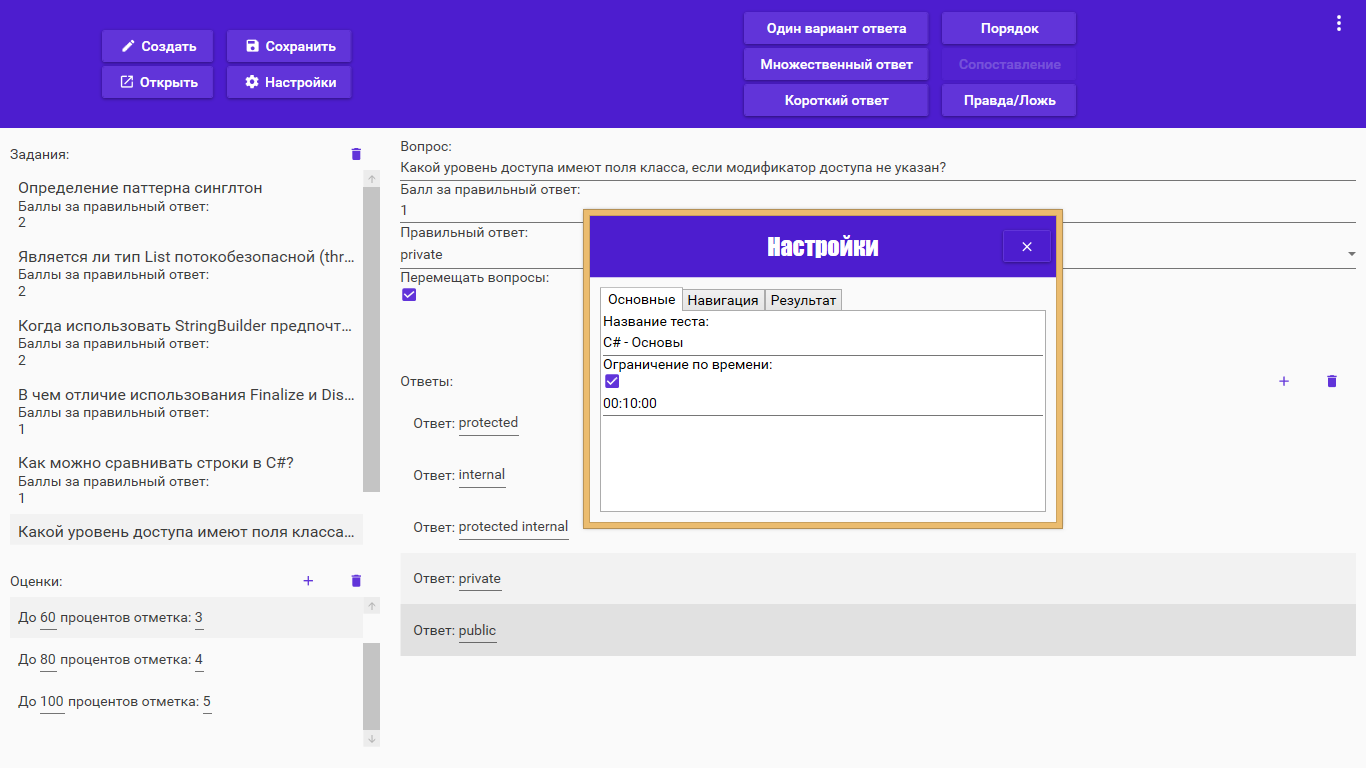 Создать
Сохранить
Открыть
Настройки
Один вариант ответа
Порядок
Множественный ответ
Сопоставление
Короткий ответ
Правда/Ложь
Задания:
Определение паттерна синглтон
Баллы за правильный ответ:
2
Является ли тип List потокобезопасной (thr...
Баллы за правильный ответ:
2
Когда использовать StringBuilder предпочт...
Баллы за правильный ответ:
2
В чем отличие использования Finalize и Dis...
Баллы за правильный ответ:
1
Как можно сравнивать строки в C#?
Баллы за правильный ответ:
1
Какой уровень доступа имеют поля класса...
Оценки:
До 60 процентов отметка: 3
До 80 процентов отметка: 4
До 100 процентов отметка: 5
Вопрос:
Какой уровень доступа имеют поля класса, если модификатор доступа не указан?
Балл за правильный ответ:
1
Правильный ответ:
private
Перемещать вопросы:
Ответы:
Ответ: protected
Ответ: internal
Ответ: protected internal
Ответ: private
Ответ: public
Настройки
Основные
Навигация
Результат
Название теста:
C# - Основы
Ограничение по времени:
00:10:00